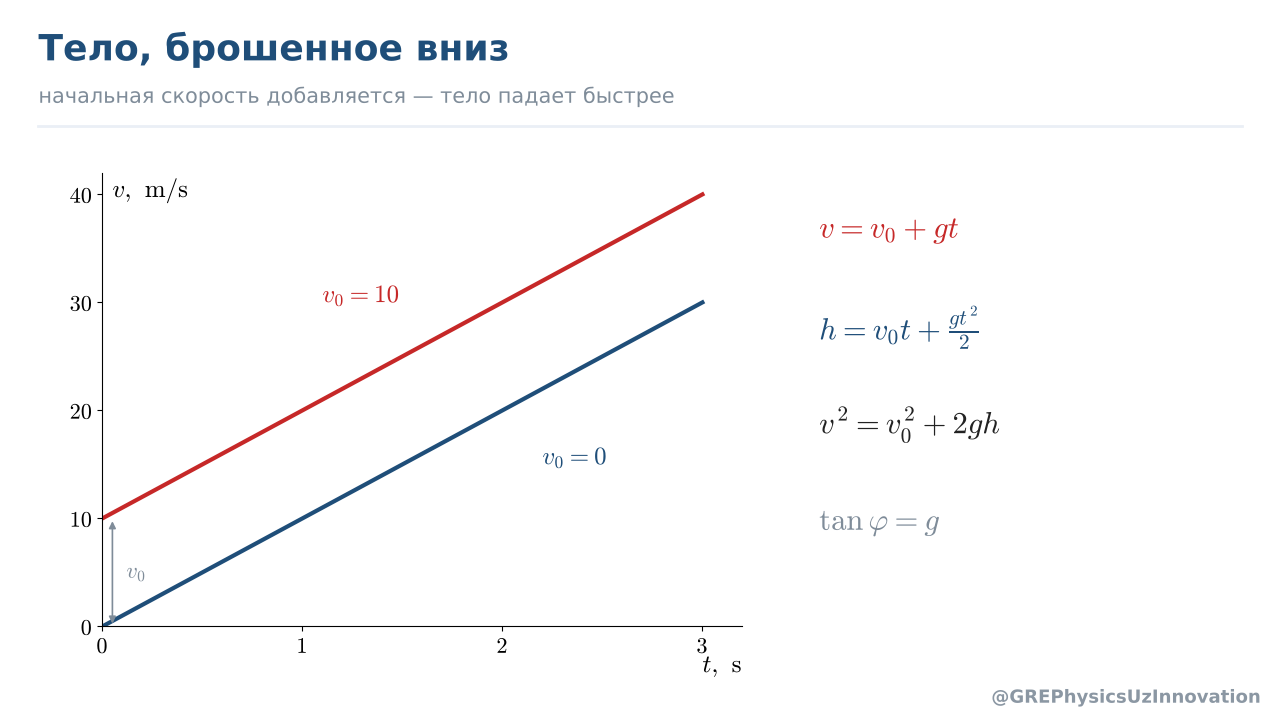 Тело, брошенное вниз
начальная скорость добавляется — тело падает быстрее
v, m/s
40
30
20
10
0
v₀ = 10
v₀ = 0
v₀
0 1 2 3
t, s
v = v₀ + gt
h = v₀t + gt²/2
v² = v₀² + 2gh
tan φ = g
@GREPhysicsUzInnovation